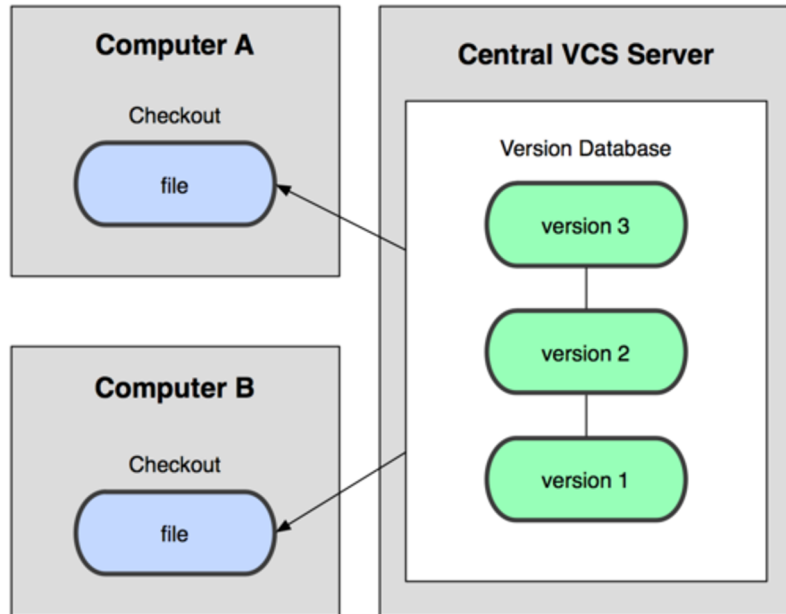 Computer A
Checkout
file
Computer B
Checkout
file
Central VCS Server
Version Database
version 3
version 2
version 1